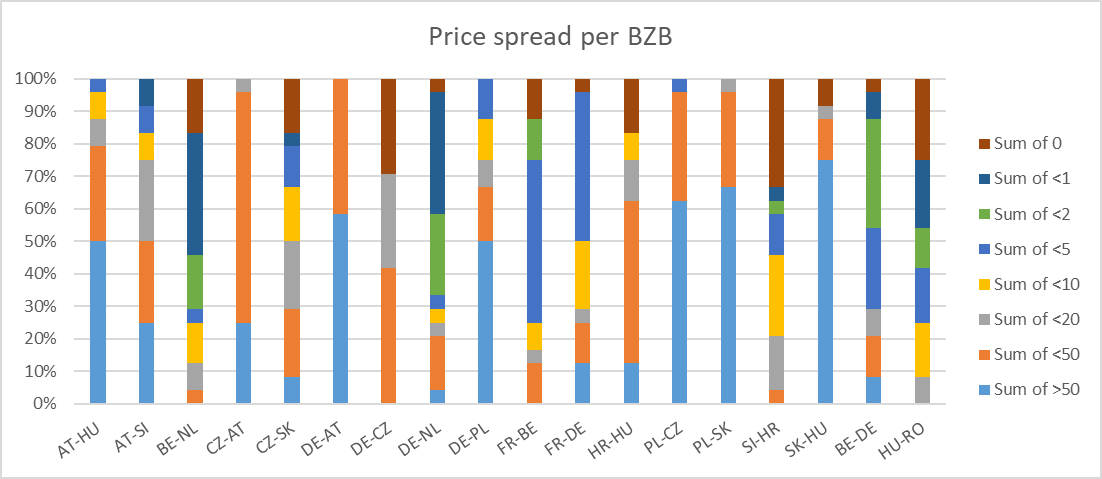 Price spread per BZB
100%
90%
80%
70%
60%
50%
40%
30%
20%
10%
0%
AT-HU
AT-SI
BE-NL
CZ-AT
CZ-SK
DE-AT
DE-CZ
DE-NL
DE-PL
FR-BE
FR-DE
HR-HU
PL-CZ
PL-SK
SI-HR
SK-HU
BE-DE
HU-RO
Sum of 0
Sum of <1
Sum of <2
Sum of <5
Sum of <10
Sum of <20
Sum of <50
Sum of >50